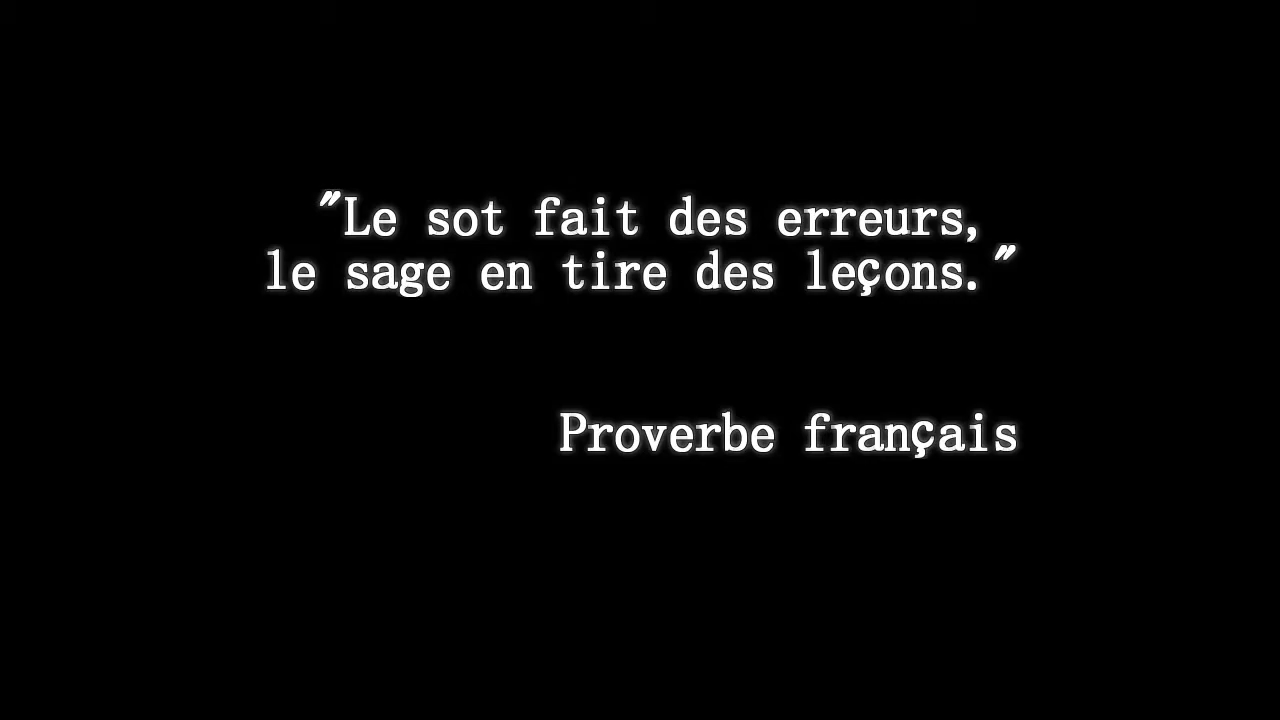 "Le sot fait des erreurs,
le sage en tire des leçons."
Proverbe français